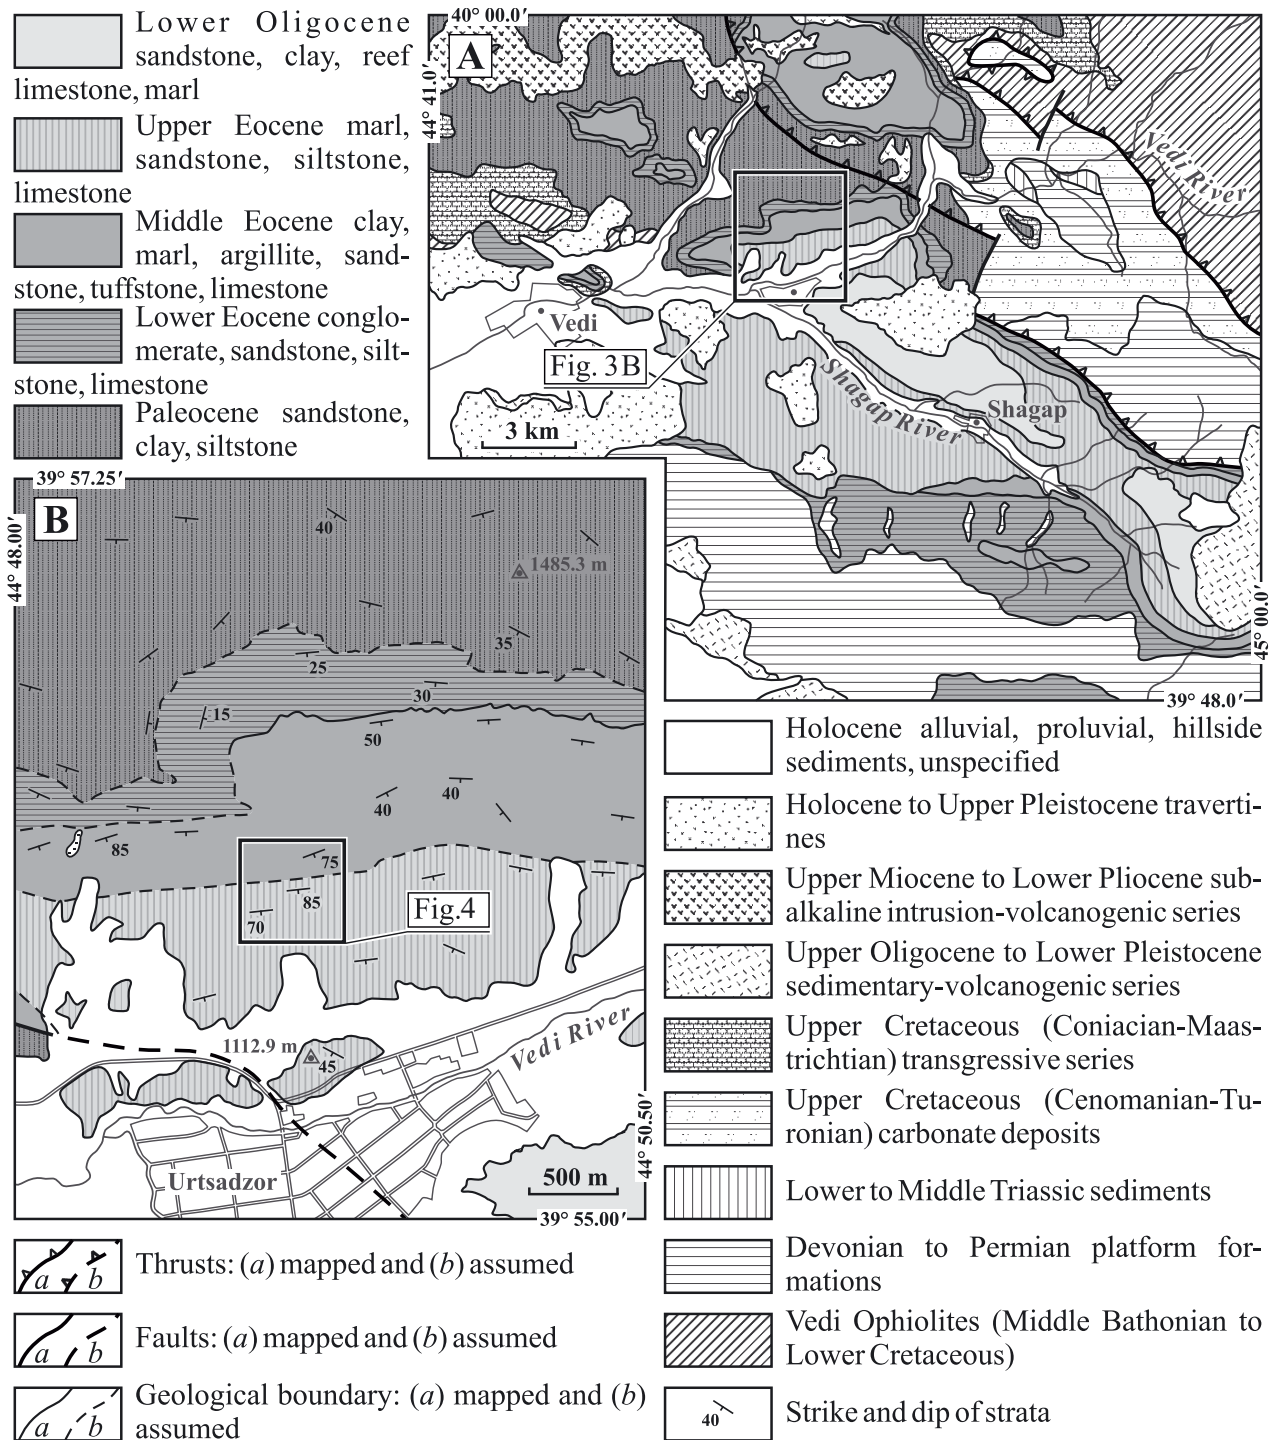 Lower Oligocene
sandstone, clay, reef
limestone, marl
Upper Eocene marl,
sandstone, siltstone,
limestone
Middle Eocene clay,
marl, argillite, sand-
stone, tuffstone, limestone
Lower Eocene conglo-
merate, sandstone, silt-
stone, limestone
Paleocene sandstone,
clay, siltstone
40° 00.0′
44° 41.0′
A
Vedi River
Vedi
Fig. 3B
Shagap River
Shagap
3 km
45° 00.0′
39° 48.0′
39° 57.25′
44° 48.00′
B
40
1485.3 m
35
25
30
15
50
40
40
85
75
85
70
Fig.4
1112.9 m
45
Vedi River
Urtsadzor
500 m
44° 50.50′
39° 55.00′
Holocene alluvial, proluvial, hillside
sediments, unspecified
Holocene to Upper Pleistocene traverti-
nes
Upper Miocene to Lower Pliocene sub-
alkaline intrusion-volcanogenic series
Upper Oligocene to Lower Pleistocene
sedimentary-volcanogenic series
Upper Cretaceous (Coniacian-Maas-
trichtian) transgressive series
Upper Cretaceous (Cenomanian-Tu-
ronian) carbonate deposits
Lower to Middle Triassic sediments
Devonian to Permian platform for-
mations
Vedi Ophiolites (Middle Bathonian to
Lower Cretaceous)
40
Strike and dip of strata
a b
Thrusts: (a) mapped and (b) assumed
a b
Faults: (a) mapped and (b) assumed
a b
Geological boundary: (a) mapped and (b)
assumed